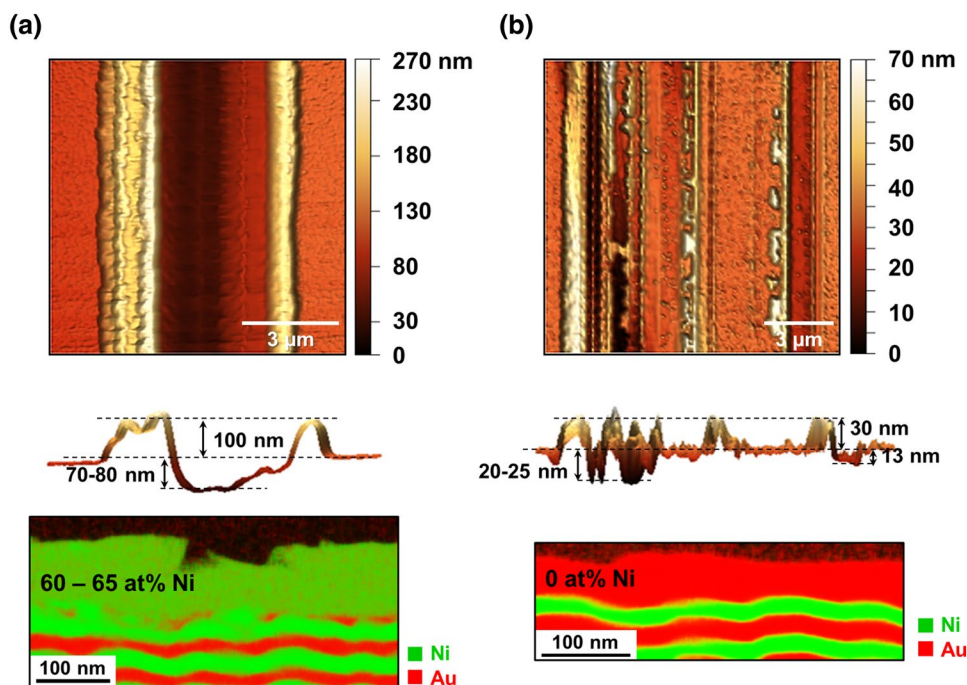 (a)
270 nm
230
180
130
80
30
0
3 µm
100 nm
70-80 nm
60 – 65 at% Ni
100 nm
Ni
Au
(b)
70 nm
60
50
40
30
20
10
0
3 µm
30 nm
20-25 nm
13 nm
0 at% Ni
100 nm
Ni
Au